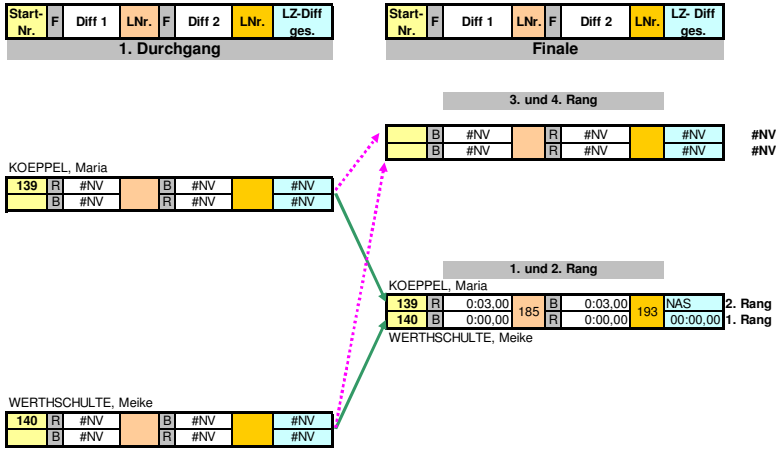 Start-Nr. F Diff 1 LNr. F Diff 2 LNr. LZ-Diff ges.
1. Durchgang
Start-Nr. F Diff 1 LNr. F Diff 2 LNr. LZ- Diff ges.
Finale
3. und 4. Rang
B #NV R #NV #NV #NV
B #NV R #NV #NV #NV
KOEPPEL, Maria
139 R #NV B #NV #NV
B #NV R #NV #NV
1. und 2. Rang
KOEPPEL, Maria
139 R 0:03,00 185 B 0:03,00 193 NAS 2. Rang
140 B 0:00,00 R 0:00,00 00:00,00 1. Rang
WERTHSCHULTE, Meike
WERTHSCHULTE, Meike
140 R #NV B #NV #NV
B #NV R #NV #NV